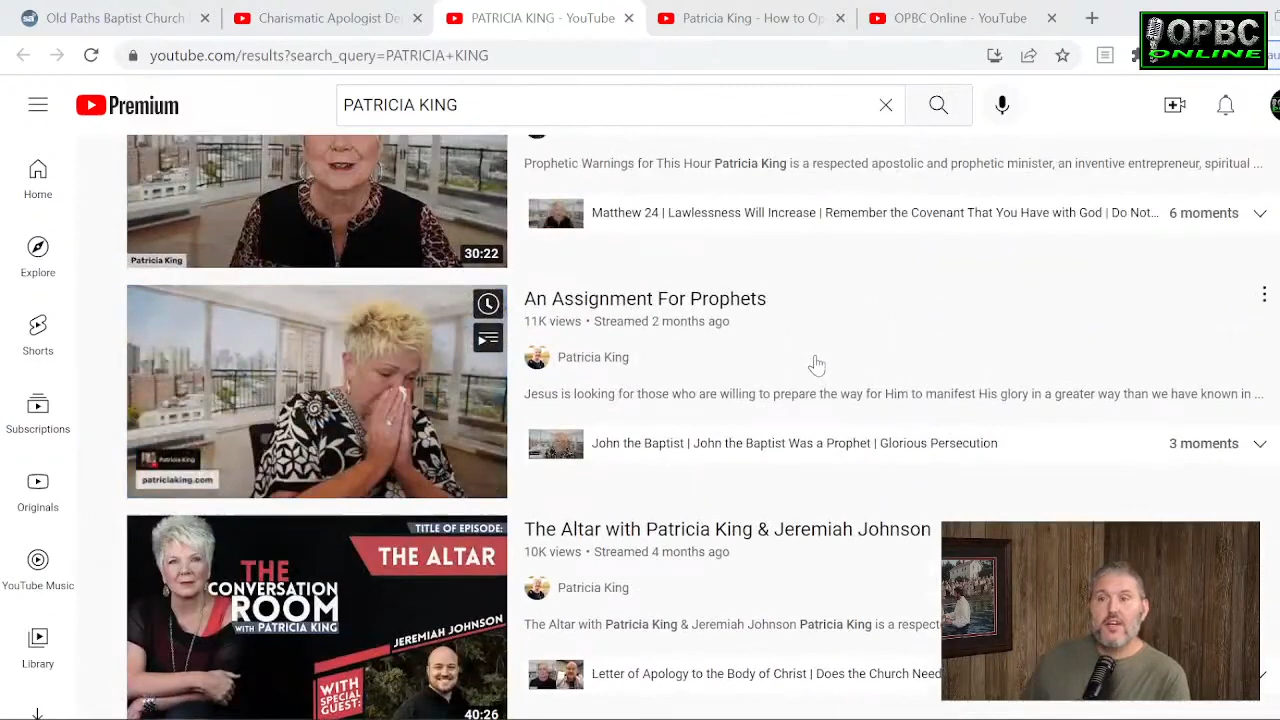 Old Paths Baptist Church
Charismatic Apologist De
PATRICIA KING - YouTube
Patricia King - How to Op
OPBC Online - YouTube
OPBC
ONLINE
youtube.com/results?search_query=PATRICIA+KING
Premium
PATRICIA KING
Home
Explore
Shorts
Subscriptions
Originals
YouTube Music
Library
Patricia King
30:22
Prophetic Warnings for This Hour Patricia King is a respected apostolic and prophetic minister, an inventive entrepreneur, spiritual ...
Matthew 24 | Lawlessness Will Increase | Remember the Covenant That You Have with God | Do Not...
6 moments
Patricia King
patriciaking.com
An Assignment For Prophets
11K views • Streamed 2 months ago
Patricia King
Jesus is looking for those who are willing to prepare the way for Him to manifest His glory in a greater way than we have known in ...
John the Baptist | John the Baptist Was a Prophet | Glorious Persecution
3 moments
TITLE OF EPISODE:
THE ALTAR
THE
CONVERSATION
ROOM
WITH PATRICIA KING
JEREMIAH JOHNSON
WITH
SPECIAL
GUEST:
40:26
The Altar with Patricia King & Jeremiah Johnson
10K views • Streamed 4 months ago
Patricia King
The Altar with Patricia King & Jeremiah Johnson Patricia King is a respect
Letter of Apology to the Body of Christ | Does the Church Need